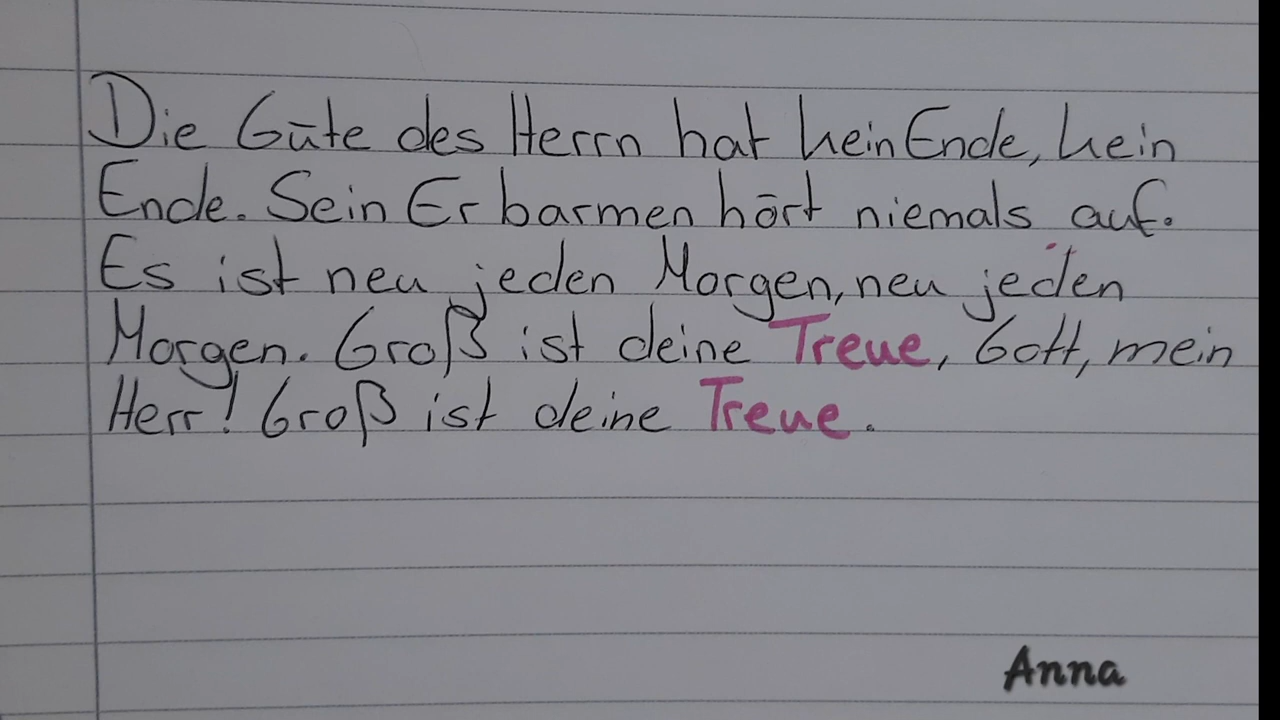 Die Güte des Herrn hat kein Ende, kein
Ende. Sein Erbarmen hört niemals auf.
Es ist neu jeden Morgen, neu jeden
Morgen. Groß ist deine Treue, Gott, mein
Herr! Groß ist deine Treue.
Anna